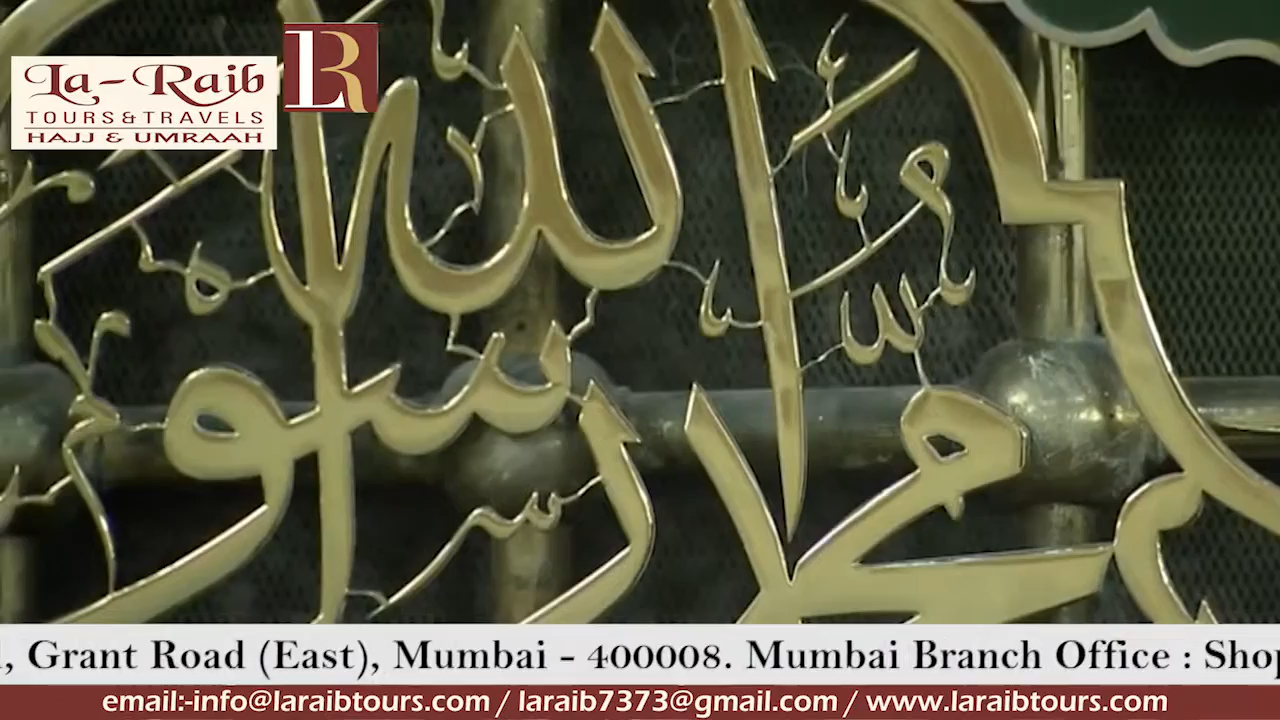 La-Raib
TOURS & TRAVELS
HAJJ & UMRAAH
LR
الله
محمد رسول
, Grant Road (East), Mumbai - 400008. Mumbai Branch Office : Shop
email:-info@laraibtours.com / laraib7373@gmail.com / www.laraibtours.com